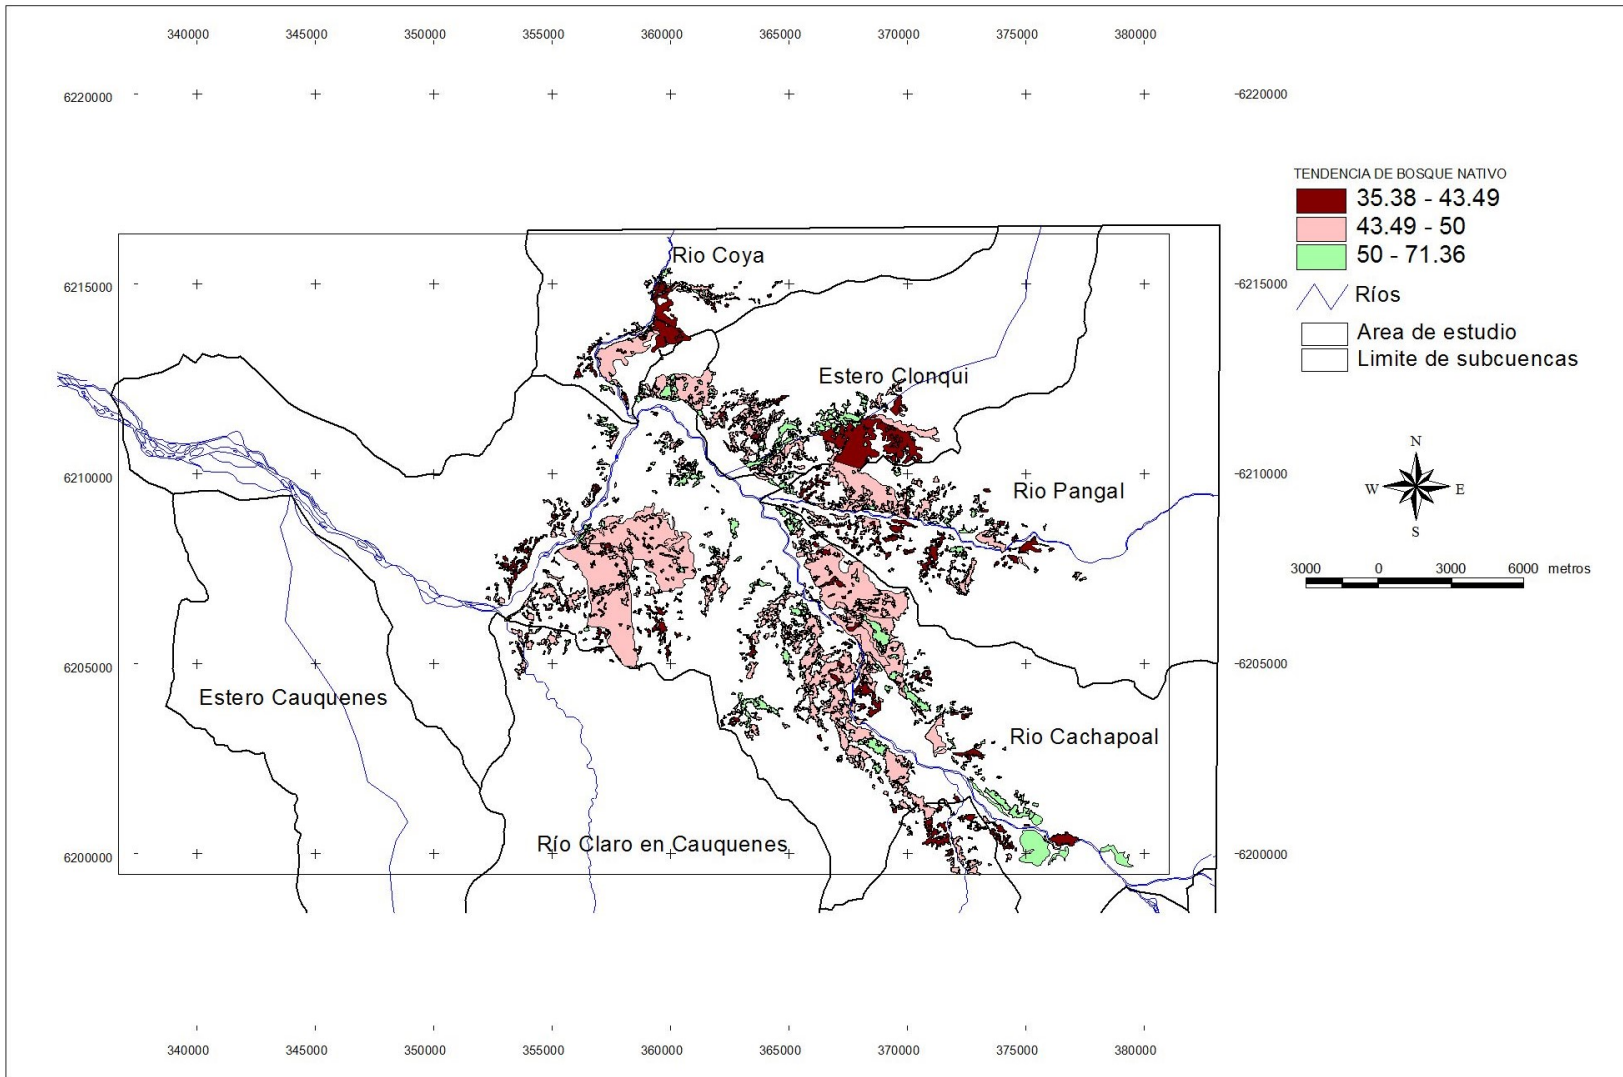 340000 345000 350000 355000 360000 365000 370000 375000 380000
6220000 6220000
TENDENCIA DE BOSQUE NATIVO
35.38 - 43.49
43.49 - 50
50 - 71.36
Ríos
Area de estudio
Limite de subcuencas
Rio Coya
6215000 6215000
Estero Clonqui
N
W E
S
6210000 6210000
Rio Pangal
3000 0 3000 6000 metros
6205000 6205000
Estero Cauquenes
Rio Cachapoal
Río Claro en Cauquenes
6200000 6200000
340000 345000 350000 355000 360000 365000 370000 375000 380000